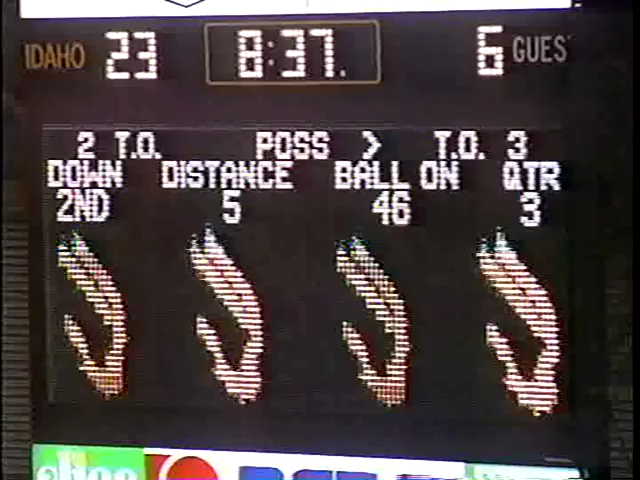 IDAHO 23 8:37. 6 GUES
2 T.O. POSS > T.O. 3
DOWN DISTANCE BALL ON QTR
2ND 5 46 3